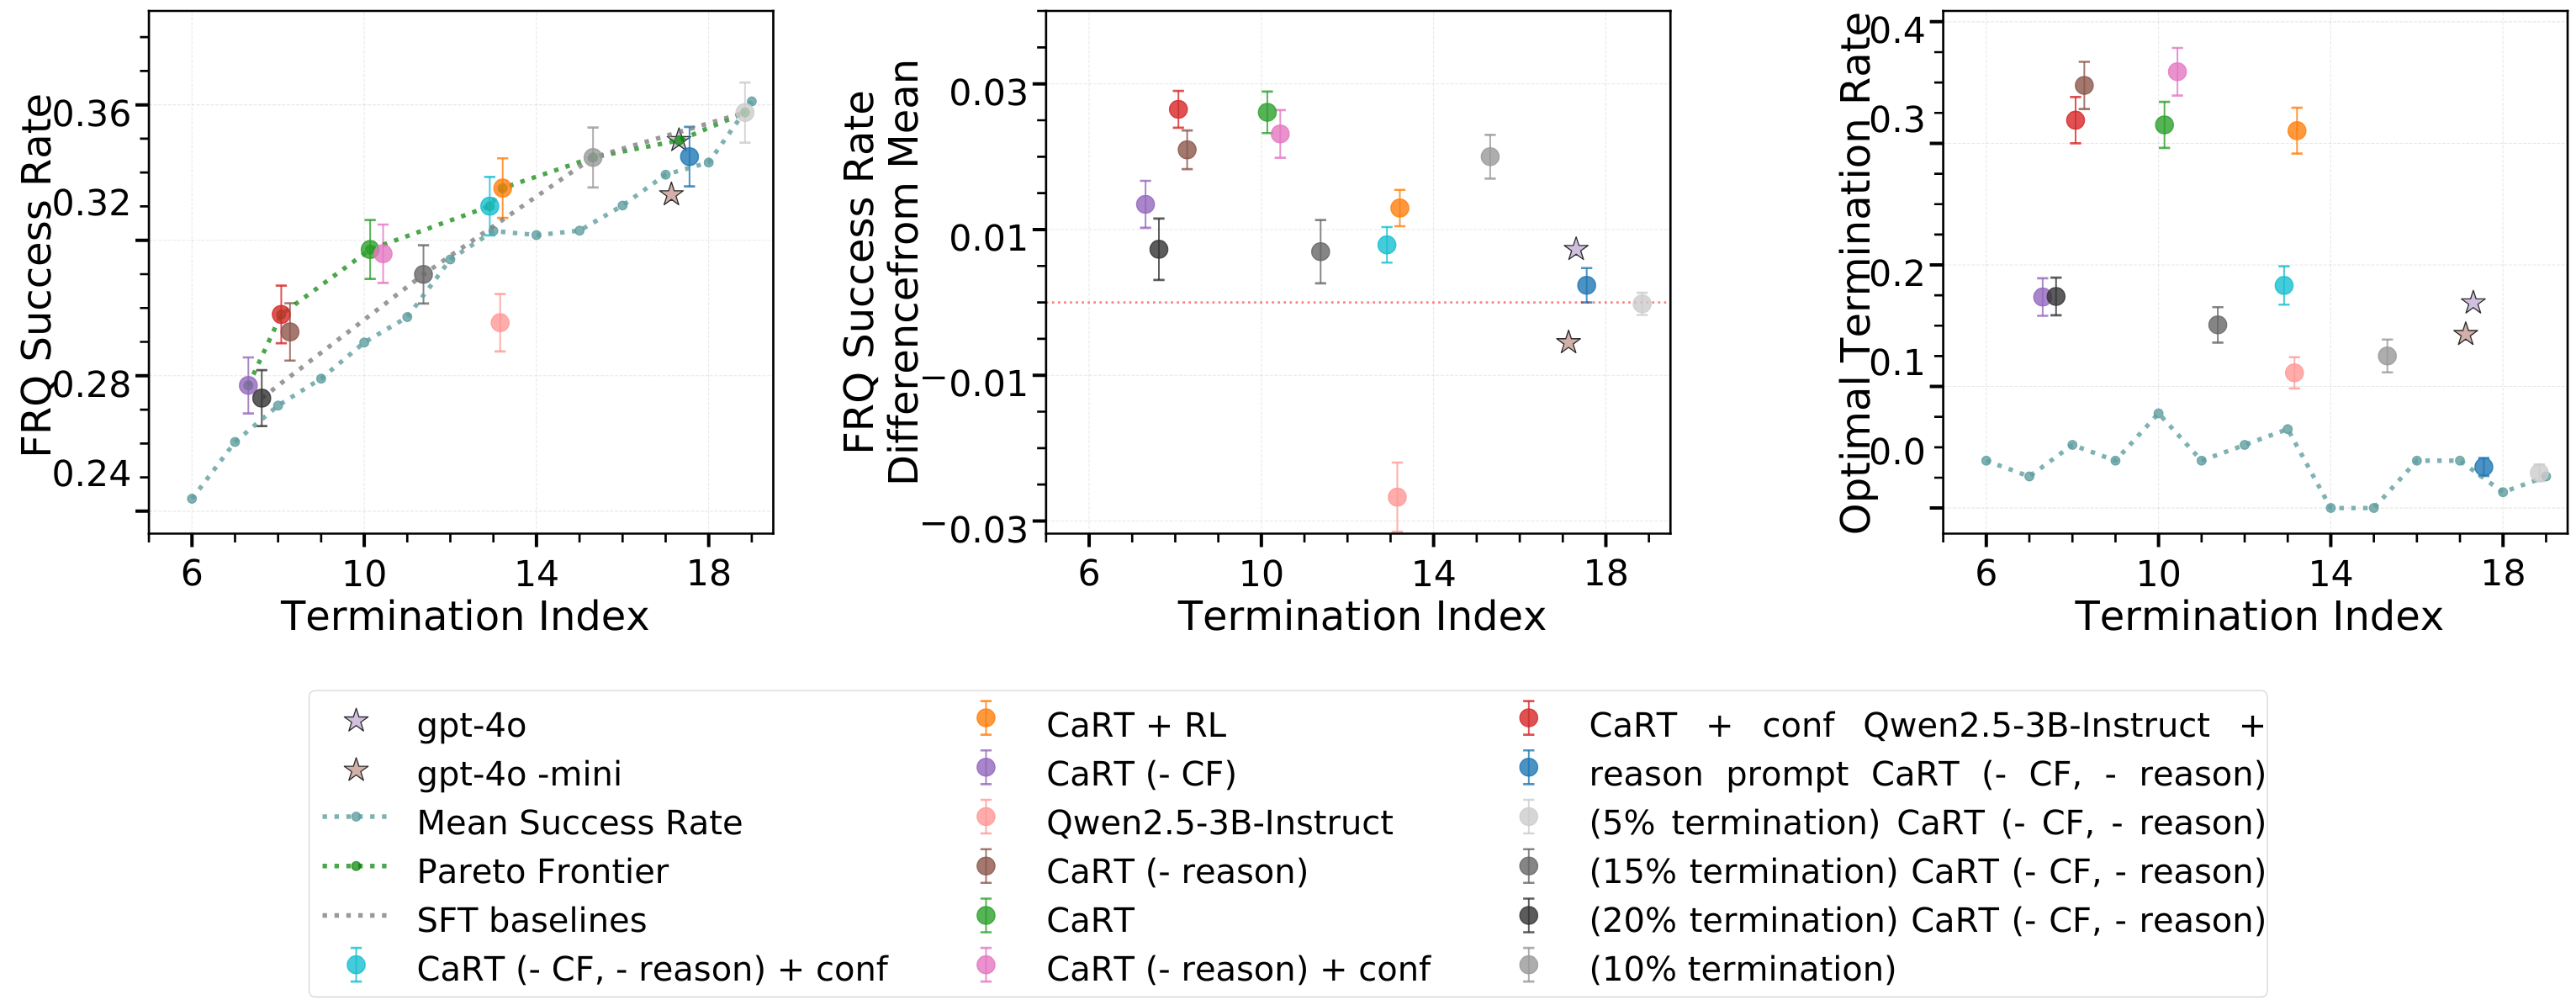 FRQ Success Rate
0.36
0.32
0.28
0.24
6
10
14
18
Termination Index
FRQ Success Rate
Differencefrom Mean
0.03
0.01
−0.01
−0.03
6
10
14
18
Termination Index
Optimal Termination Rate
0.4
0.3
0.2
0.1
0.0
6
10
14
18
Termination Index
gpt-4o
gpt-4o -mini
Mean Success Rate
Pareto Frontier
SFT baselines
CaRT (- CF, - reason) + conf
CaRT + RL
CaRT (- CF)
Qwen2.5-3B-Instruct
CaRT (- reason)
CaRT
CaRT (- reason) + conf
CaRT + conf Qwen2.5-3B-Instruct +
reason prompt CaRT (- CF, - reason)
(5% termination) CaRT (- CF, - reason)
(15% termination) CaRT (- CF, - reason)
(20% termination) CaRT (- CF, - reason)
(10% termination)